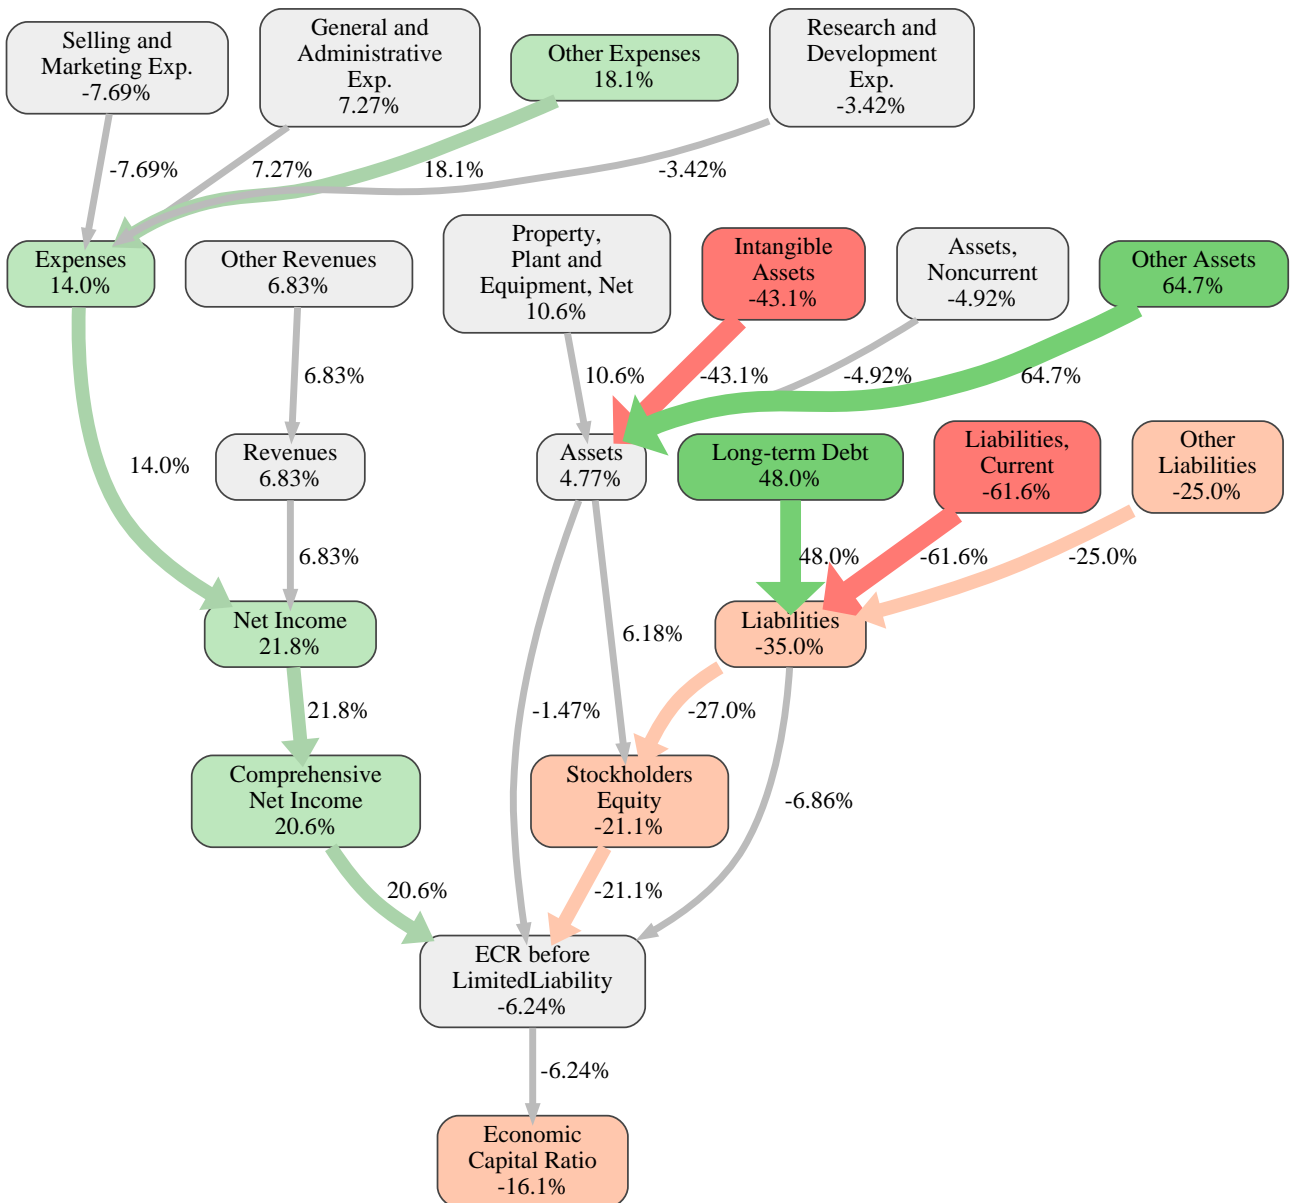 Selling and
Marketing Exp.
-7.69%
General and
Administrative
Exp.
7.27%
Other Expenses
18.1%
Research and
Development
Exp.
-3.42%
-7.69%
7.27%
18.1%
-3.42%
Expenses
14.0%
Other Revenues
6.83%
Property,
Plant and
Equipment, Net
10.6%
Intangible
Assets
-43.1%
Assets,
Noncurrent
-4.92%
Other Assets
64.7%
6.83%
10.6%
-43.1%
-4.92%
64.7%
14.0%
Revenues
6.83%
Assets
4.77%
Long-term Debt
48.0%
Liabilities,
Current
-61.6%
Other
Liabilities
-25.0%
6.83%
48.0%
-61.6%
-25.0%
Net Income
21.8%
6.18%
Liabilities
-35.0%
21.8%
-1.47%
-27.0%
Comprehensive
Net Income
20.6%
Stockholders
Equity
-21.1%
-6.86%
20.6%
-21.1%
ECR before
LimitedLiability
-6.24%
-6.24%
Economic
Capital Ratio
-16.1%